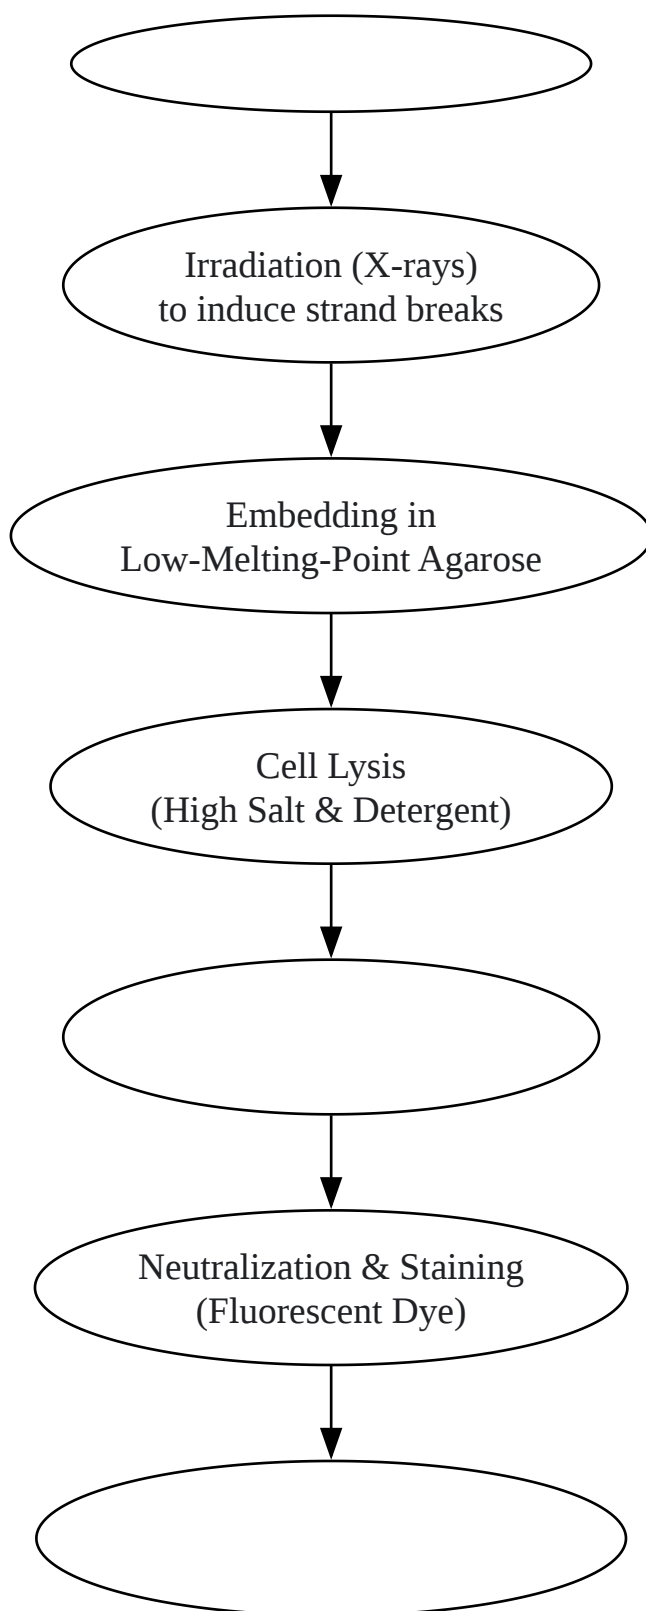 Irradiation (X-rays)
to induce strand breaks
Embedding in
Low-Melting-Point Agarose
Cell Lysis
(High Salt & Detergent)
Neutralization & Staining
(Fluorescent Dye)